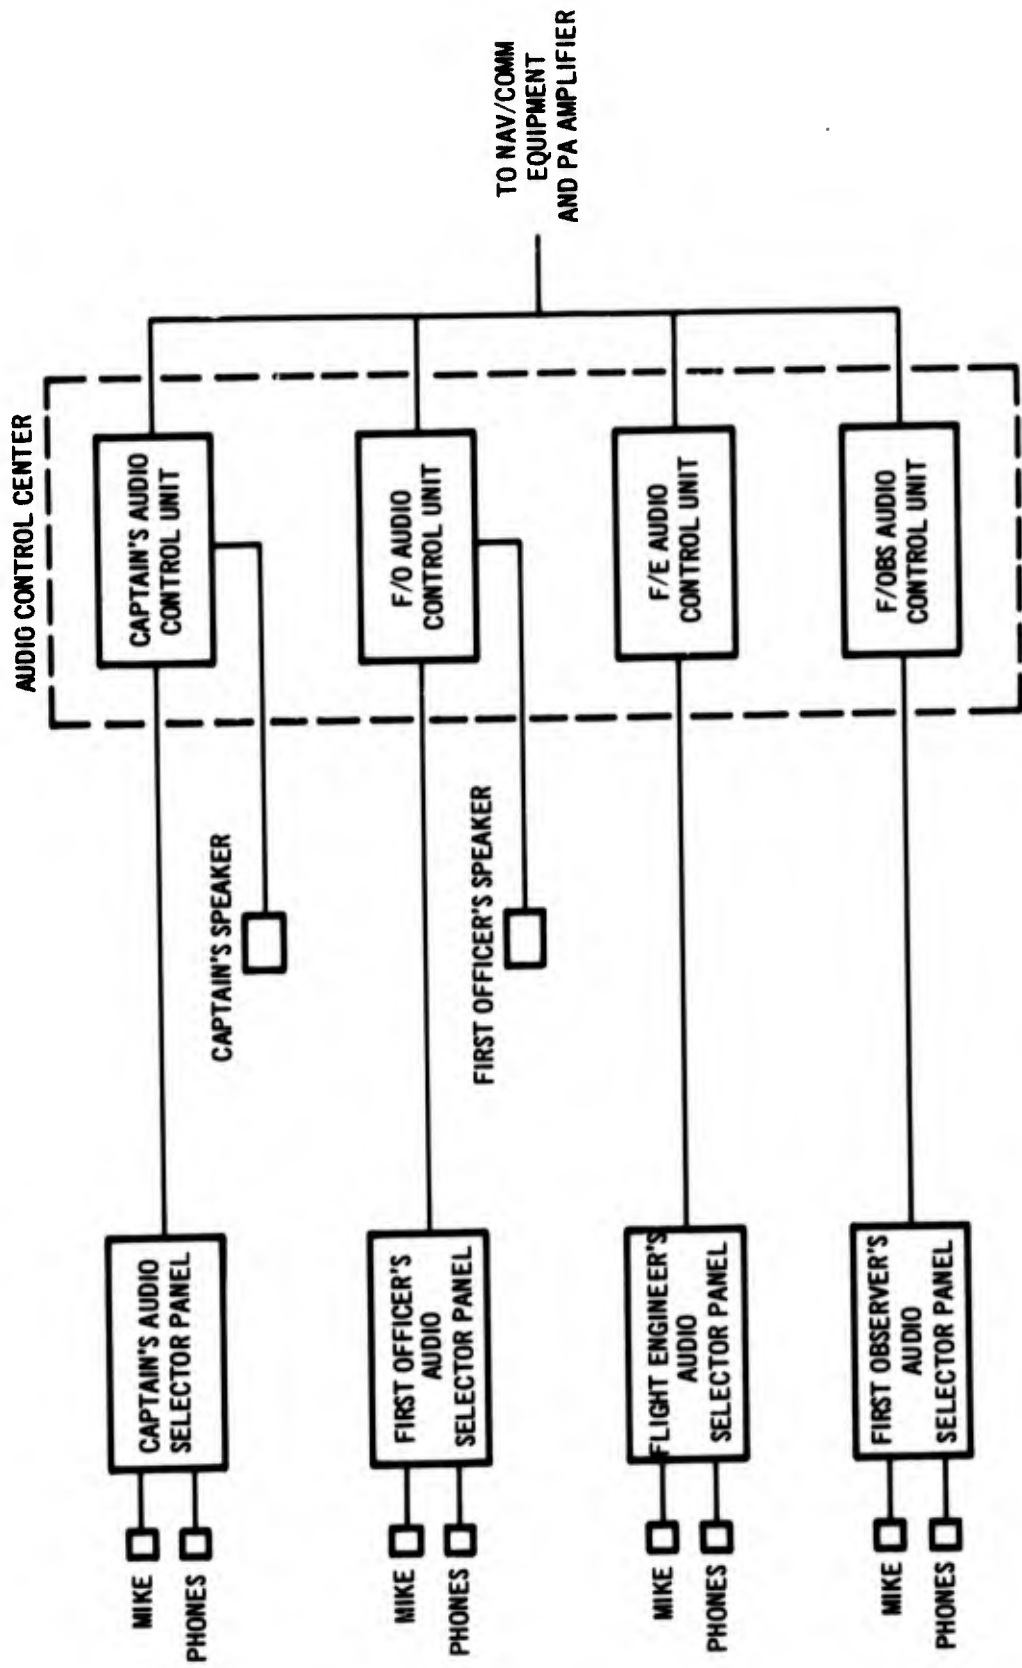 AUDIO CONTROL CENTER
CAPTAIN'S AUDIO
CONTROL UNIT
F/O AUDIO
CONTROL UNIT
F/E AUDIO
CONTROL UNIT
F/OBS AUDIO
CONTROL UNIT
TO NAV/COMM
EQUIPMENT
AND PA AMPLIFIER
CAPTAIN'S SPEAKER
FIRST OFFICER'S SPEAKER
CAPTAIN'S AUDIO
SELECTOR PANEL
FIRST OFFICER'S
AUDIO
SELECTOR PANEL
FLIGHT ENGINEER'S
AUDIO
SELECTOR PANEL
FIRST OBSERVER'S
AUDIO
SELECTOR PANEL
MIKE
PHONES
MIKE
PHONES
MIKE
PHONES
MIKE
PHONES